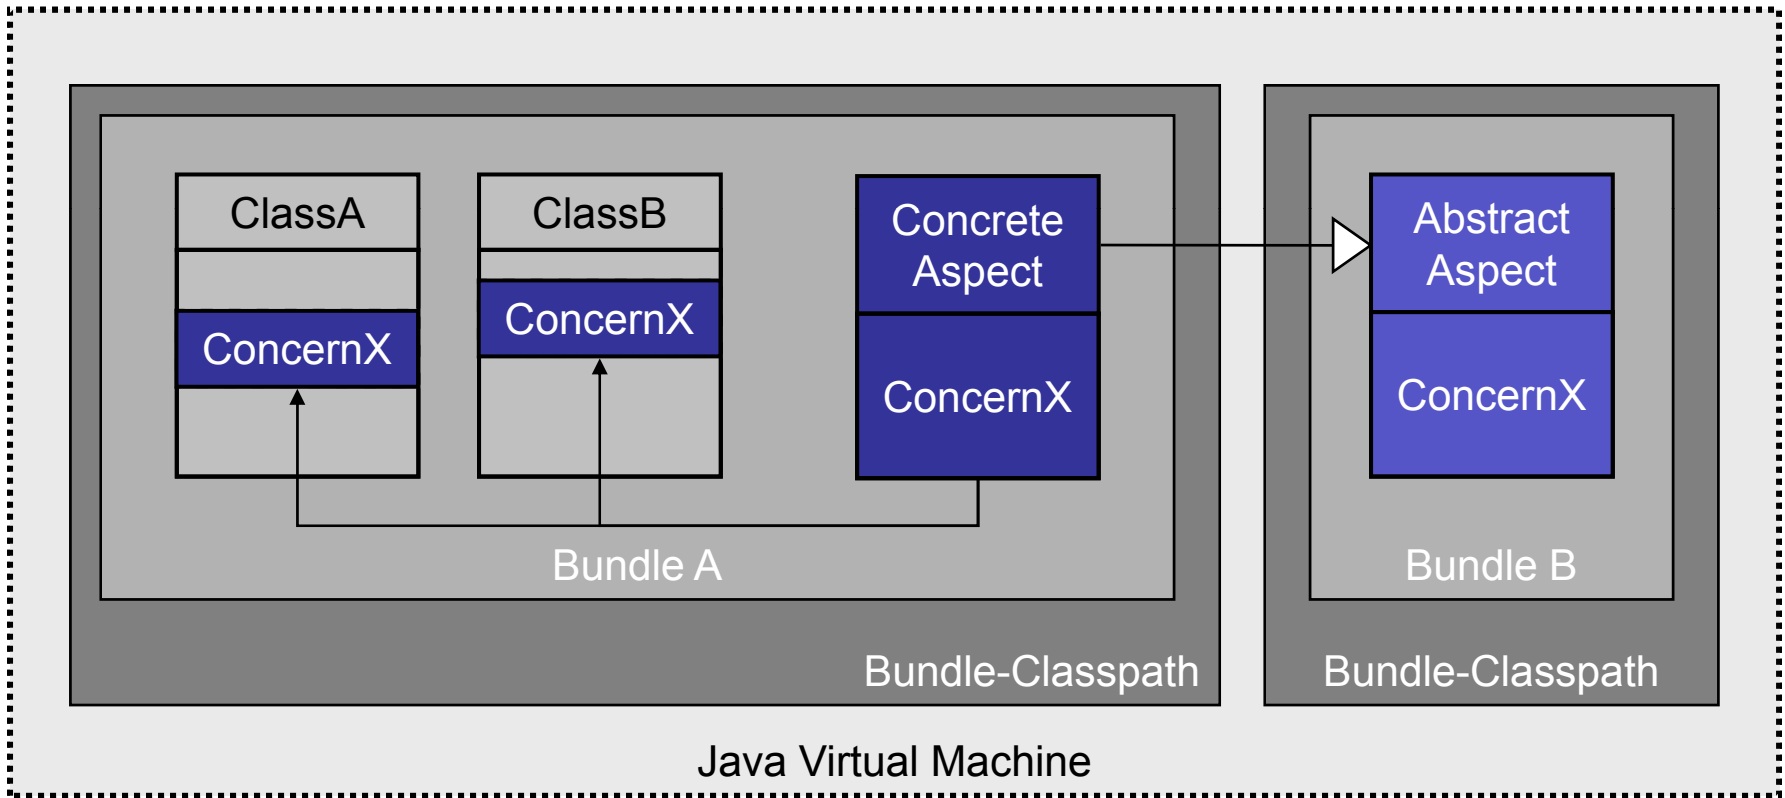 ClassA
ConcernX
ClassB
ConcernX
Concrete
Aspect
ConcernX
Bundle A
Bundle-Classpath
Abstract
Aspect
ConcernX
Bundle B
Bundle-Classpath
Java Virtual Machine